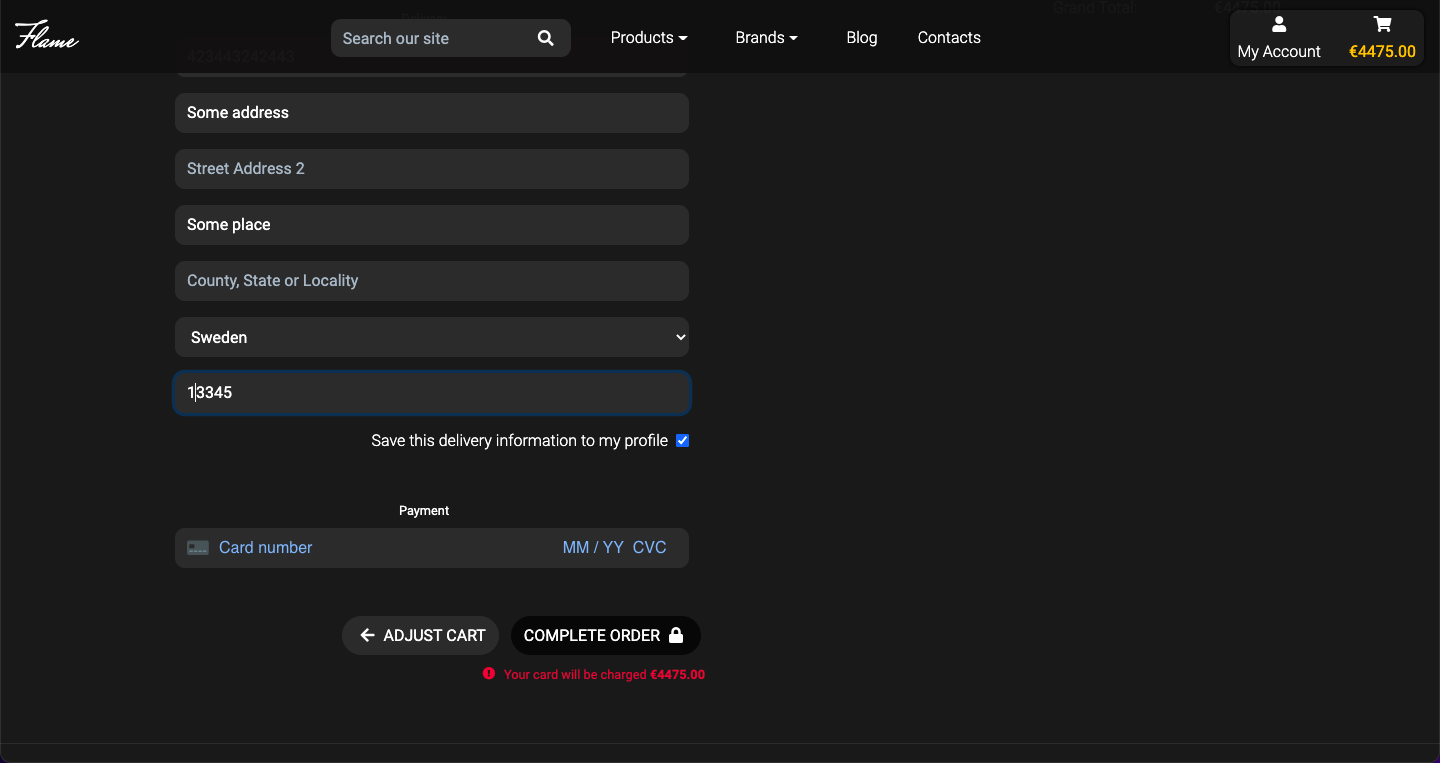 Grand Total: €4475.00
Flame
Search our site
Products
Brands
Blog
Contacts
My Account
€4475.00
423443242443
Some address
Street Address 2
Some place
County, State or Locality
Sweden
13345
Save this delivery information to my profile
Payment
Card number MM / YY CVC
ADJUST CART
COMPLETE ORDER
Your card will be charged €4475.00